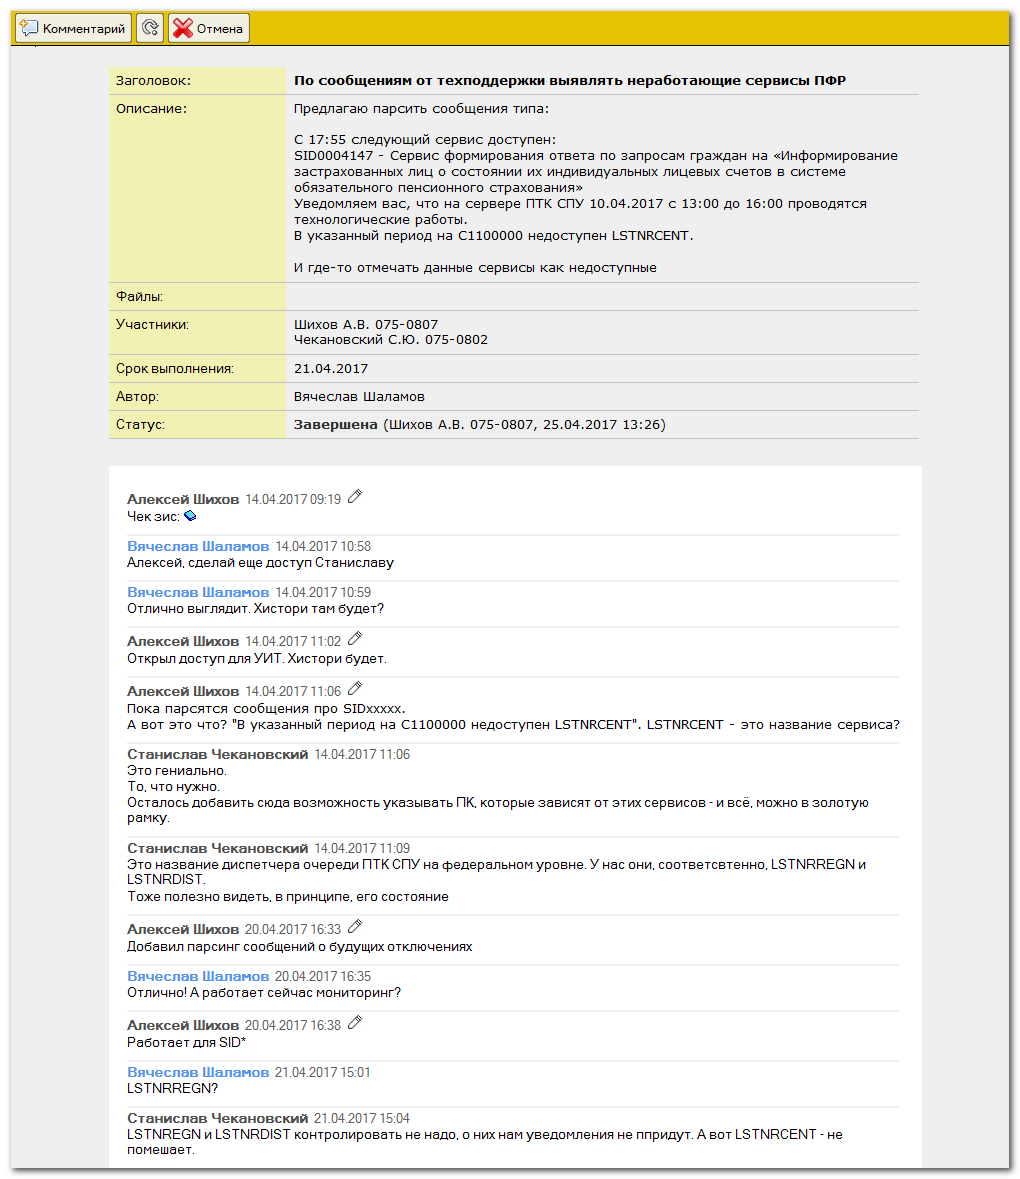 Комментарий
Отмена
Заголовок:
По сообщениям от техподдержки выявлять неработающие сервисы ПФР
Описание:
Предлагаю парсить сообщения типа:
С 17:55 следующий сервис доступен:
SID0004147 - Сервис формирования ответа по запросам граждан на «Информирование
застрахованных лиц о состоянии их индивидуальных лицевых счетов в системе
обязательного пенсионного страхования»
Уведомляем вас, что на сервере ПТК СПУ 10.04.2017 с 13:00 до 16:00 проводятся
технологические работы.
В указанный период на С1100000 недоступен LSTNRCENT.
И где-то отмечать данные сервисы как недоступные
Файлы:
Участники:
Шихов А.В. 075-0807
Чекановский С.Ю. 075-0802
Срок выполнения:
21.04.2017
Автор:
Вячеслав Шаламов
Статус:
Завершена (Шихов А.В. 075-0807, 25.04.2017 13:26)
Алексей Шихов 14.04.2017 09:19
Чек зис:
Вячеслав Шаламов 14.04.2017 10:58
Алексей, сделай еще доступ Станиславу
Вячеслав Шаламов 14.04.2017 10:59
Отлично выглядит. Хистори там будет?
Алексей Шихов 14.04.2017 11:02
Открыл доступ для УИТ. Хистори будет.
Алексей Шихов 14.04.2017 11:06
Пока парсятся сообщения про SIDxxxxx.
А вот это что? "В указанный период на С1100000 недоступен LSTNRCENT". LSTNRCENT - это название сервиса?
Станислав Чекановский 14.04.2017 11:06
Это гениально.
То, что нужно.
Осталось добавить сюда возможность указывать ПК, которые зависят от этих сервисов - и всё, можно в золотую
рамку.
Станислав Чекановский 14.04.2017 11:09
Это название диспетчера очереди ПТК СПУ на федеральном уровне. У нас они, соответсвтенно, LSTNRREGN и
LSTNRDIST.
Тоже полезно видеть, в принципе, его состояние
Алексей Шихов 20.04.2017 16:33
Добавил парсинг сообщений о будущих отключениях
Вячеслав Шаламов 20.04.2017 16:35
Отлично! А работает сейчас мониторинг?
Алексей Шихов 20.04.2017 16:38
Работает для SID*
Вячеслав Шаламов 21.04.2017 15:01
LSTNRREGN?
Станислав Чекановский 21.04.2017 15:04
LSTNREGN и LSTNRDIST контролировать не надо, о них нам уведомления не ппридут. А вот LSTNRCENT - не
помешает.